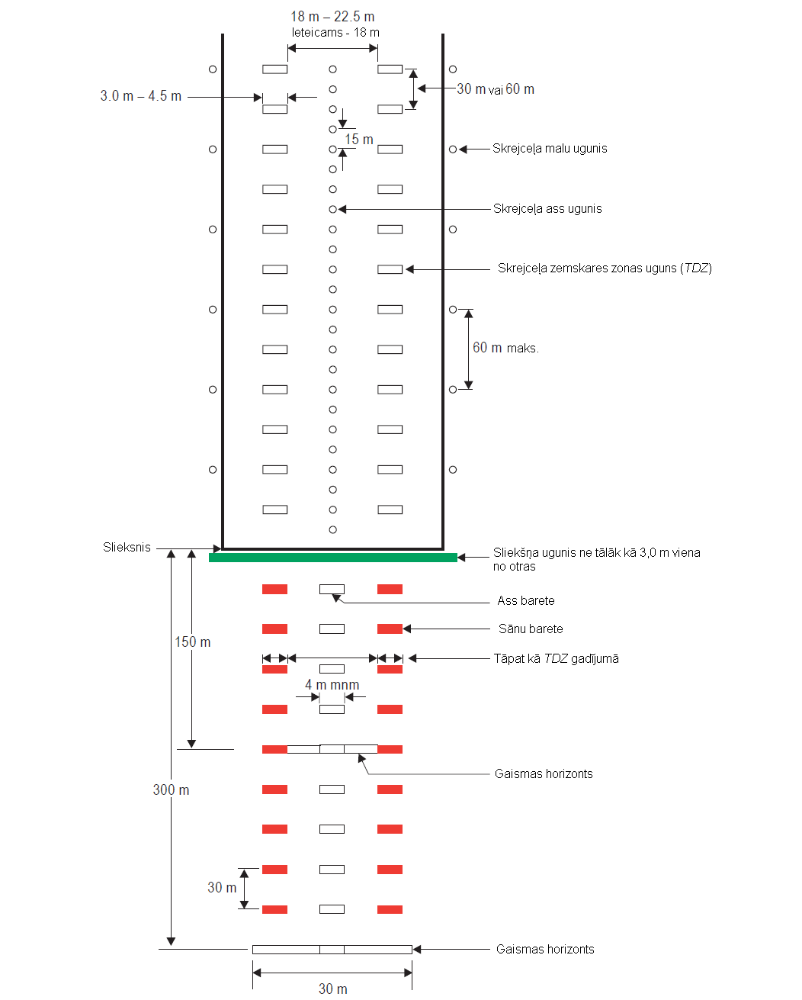 18 m – 22.5 m
Ieteicams - 18 m
3.0 m – 4.5 m
30 m vai 60 m
15 m
Skrejceļa malu ugunis
Skrejceļa ass ugunis
Skrejceļa zemskares zonas uguns (TDZ)
60 m maks.
Slieksnis
Sliekšņa ugunis ne tālāk kā 3,0 m viena
no otras
Ass barete
Sānu barete
150 m
Tāpat kā TDZ gadījumā
4 m mnm
Gaismas horizonts
300 m
30 m
Gaismas horizonts
30 m